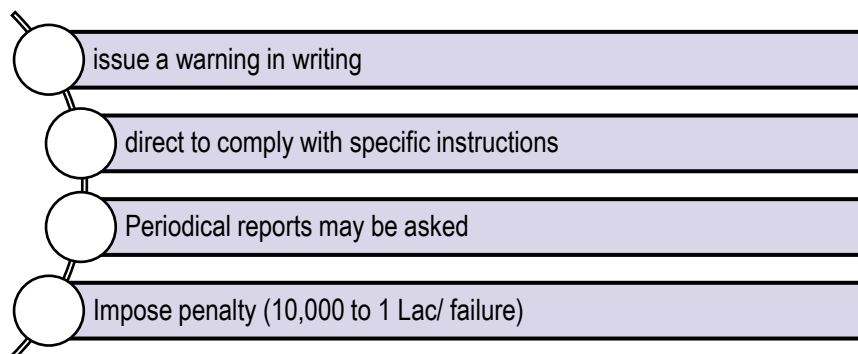 issue a warning in writing
direct to comply with specific instructions
Periodical reports may be asked
Impose penalty (10,000 to 1 Lac/ failure)